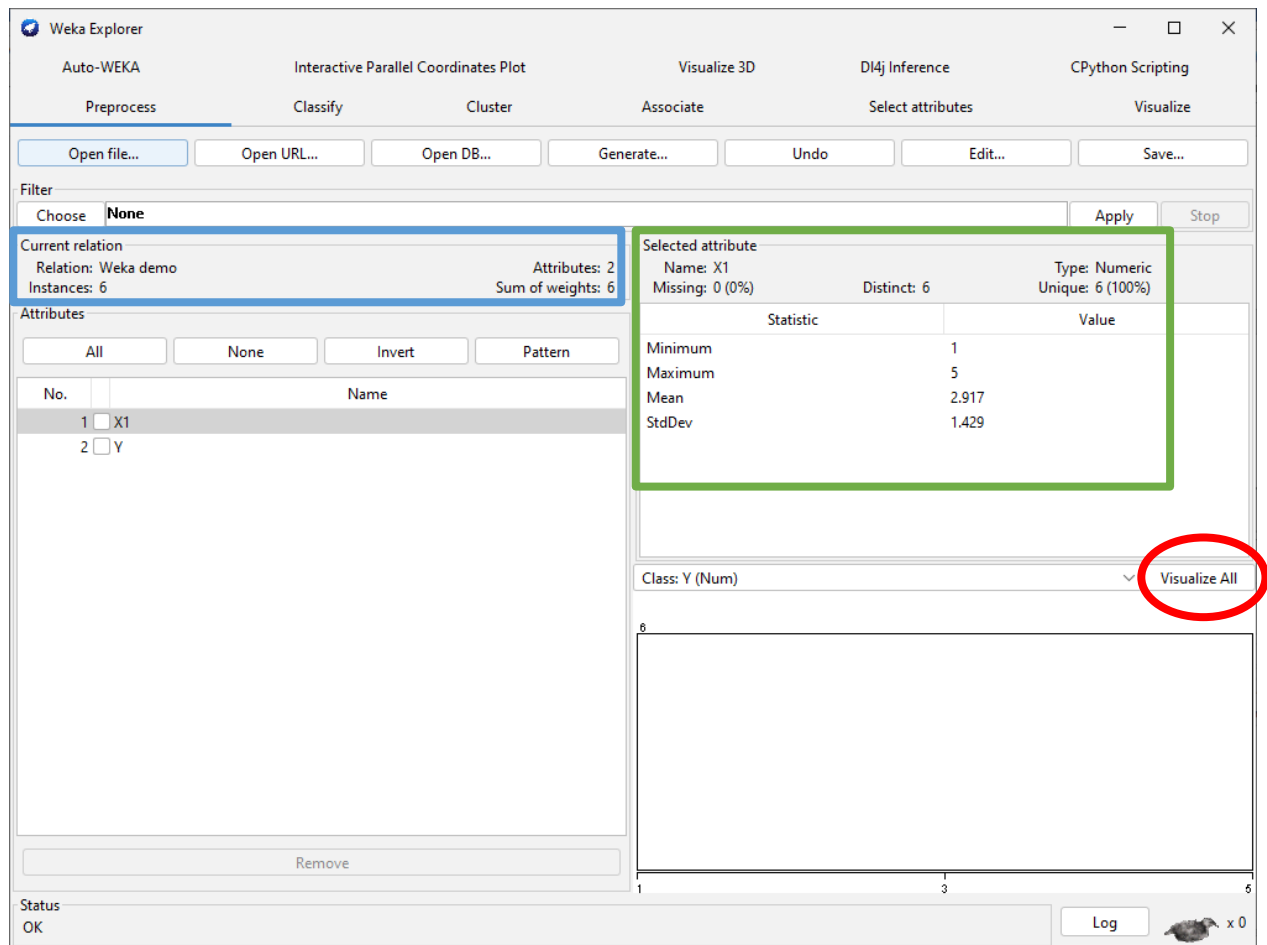 Weka Explorer
Auto-WEKA Interactive Parallel Coordinates Plot Visualize 3D Dl4j Inference CPython Scripting
Preprocess Classify Cluster Associate Select attributes Visualize
Open file... Open URL... Open DB... Generate... Undo Edit... Save...
Filter
Choose None Apply Stop
Current relation
Relation: Weka demo Attributes: 2
Instances: 6 Sum of weights: 6
Attributes
All None Invert Pattern
No. Name
1 X1
2 Y
Remove
Selected attribute
Name: X1 Type: Numeric
Missing: 0 (0%) Distinct: 6 Unique: 6 (100%)
Statistic Value
Minimum 1
Maximum 5
Mean 2.917
StdDev 1.429
Class: Y (Num) Visualize All
6
1 3 5
Status
OK
Log x 0